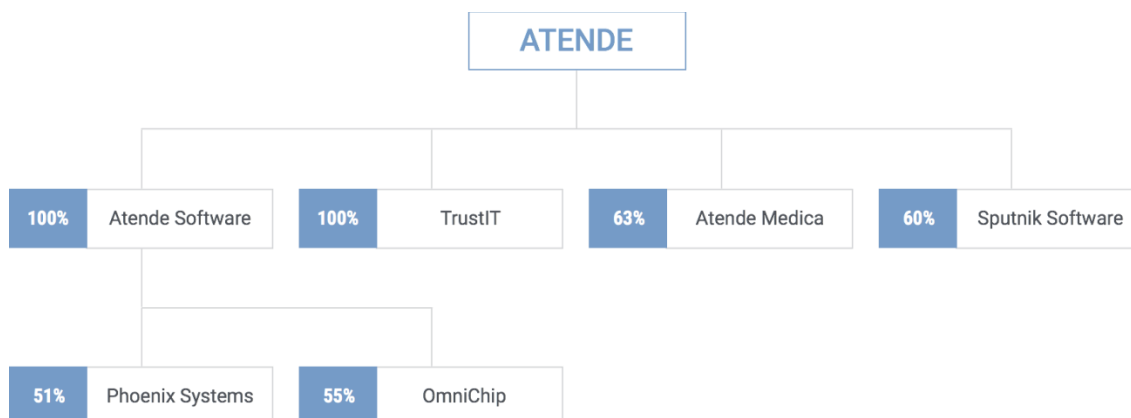 ATENDE
100% Atende Software
100% TrustIT
63% Atende Medica
60% Sputnik Software
51% Phoenix Systems
55% OmniChip